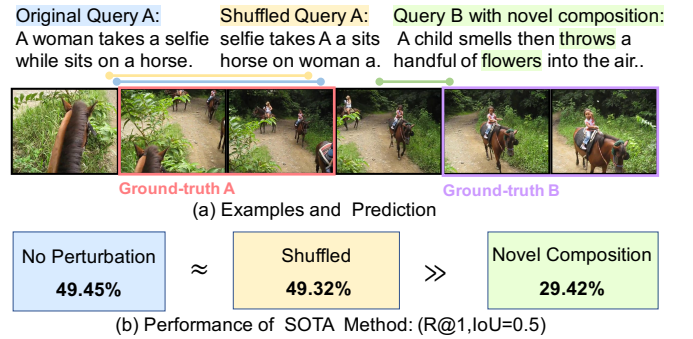 Original Query A:
A woman takes a selfie
while sits on a horse.
Shuffled Query A:
selfie takes A a sits
horse on woman a.
Query B with novel composition:
A child smells then throws a
handful of flowers into the air..
Ground-truth A
Ground-truth B
(a) Examples and Prediction
No Perturbation
49.45%
≈
Shuffled
49.32%
≫
Novel Composition
29.42%
(b) Performance of SOTA Method: (R@1,IoU=0.5)